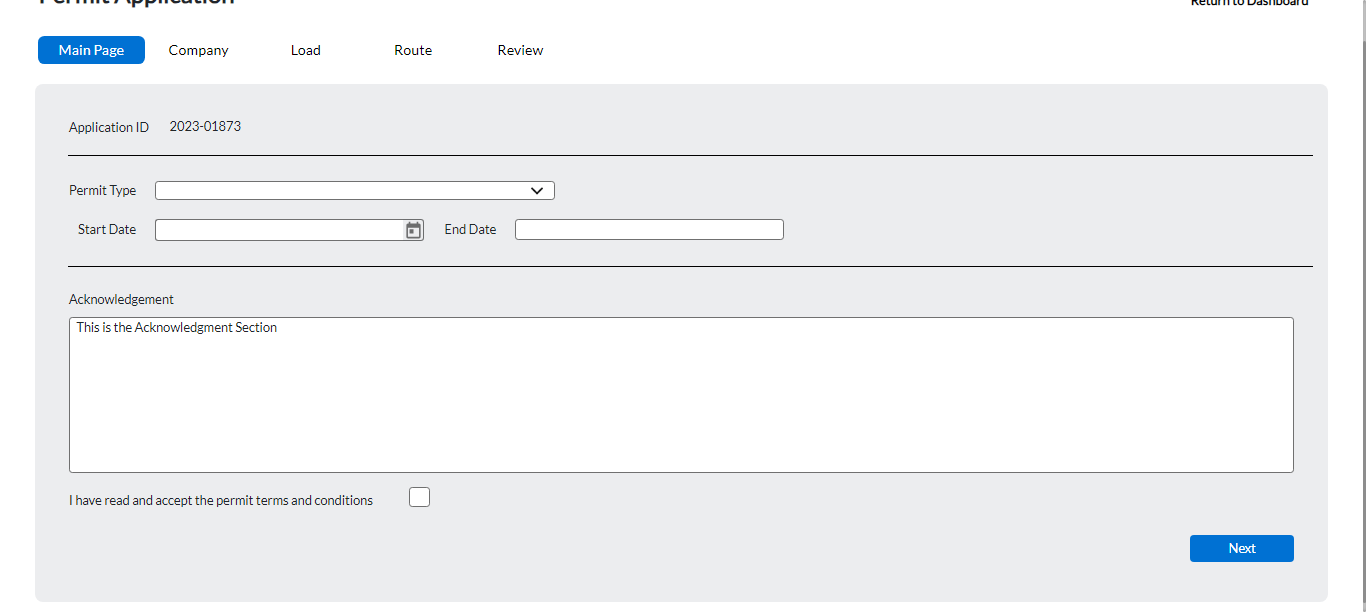 Permit Application
Return to Dashboard
Main Page Company Load Route Review
Application ID 2023-01873
Permit Type
Start Date End Date
Acknowledgement
This is the Acknowledgment Section
I have read and accept the permit terms and conditions
Next